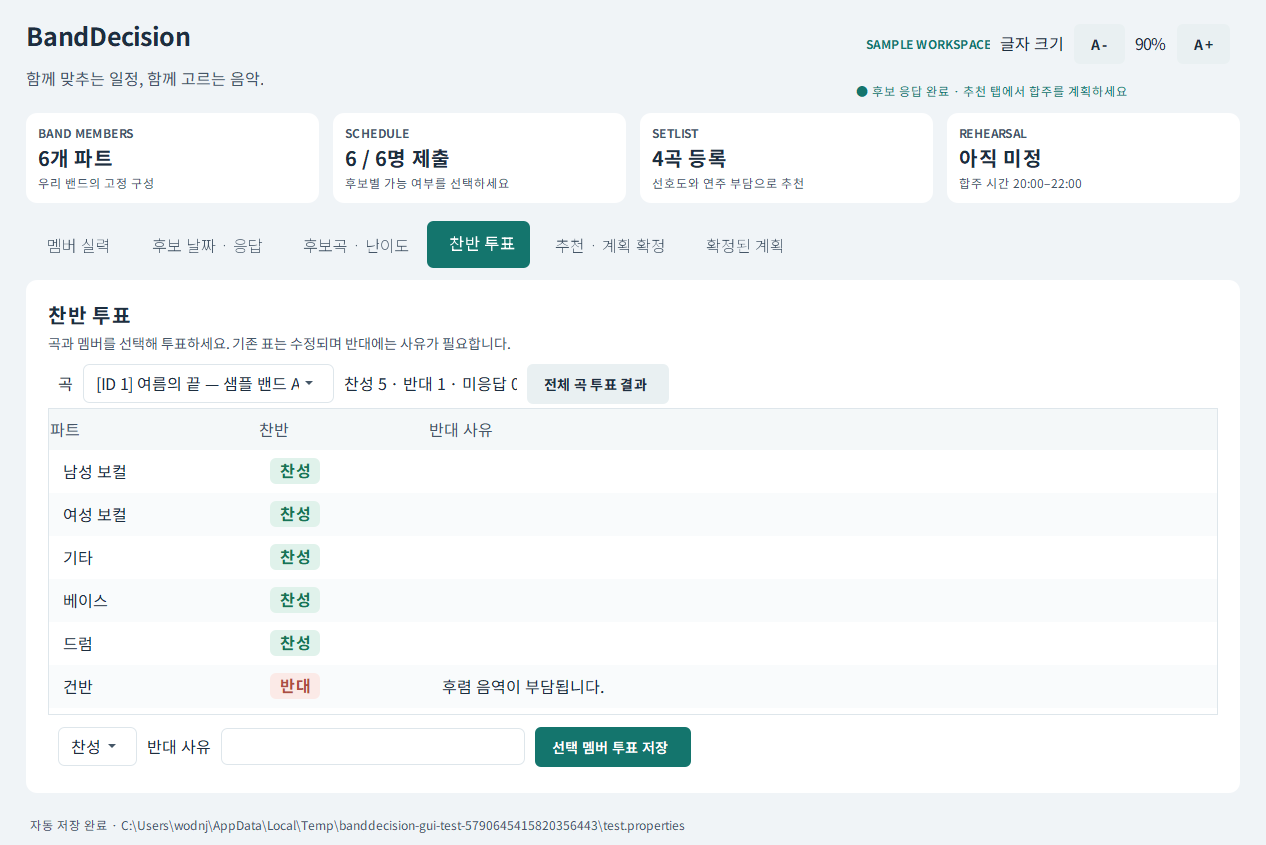 BandDecision
함께 맞추는 일정, 함께 고르는 음악.
SAMPLE WORKSPACE 글자 크기 A- 90% A+
● 후보 응답 완료 · 추천 탭에서 합주를 계획하세요
BAND MEMBERS
6개 파트
우리 밴드의 고정 구성
SCHEDULE
6 / 6명 제출
후보별 가능 여부를 선택하세요
SETLIST
4곡 등록
선호도와 연주 부담으로 추천
REHEARSAL
아직 미정
합주 시간 20:00–22:00
멤버 실력 후보 날짜 · 응답 후보곡 · 난이도 찬반 투표 추천 · 계획 확정 확정된 계획
찬반 투표
곡과 멤버를 선택해 투표하세요. 기존 표는 수정되며 반대에는 사유가 필요합니다.
곡 [ID 1] 여름의 끝 — 샘플 밴드 A 찬성 5 · 반대 1 · 미응답 0 전체 곡 투표 결과
파트 찬반 반대 사유
남성 보컬 찬성
여성 보컬 찬성
기타 찬성
베이스 찬성
드럼 찬성
건반 반대 후렴 음역이 부담됩니다.
찬성 반대 사유 선택 멤버 투표 저장
자동 저장 완료 · C:\Users\wodnj\AppData\Local\Temp\banddecision-gui-test-5790645415820356443\test.properties